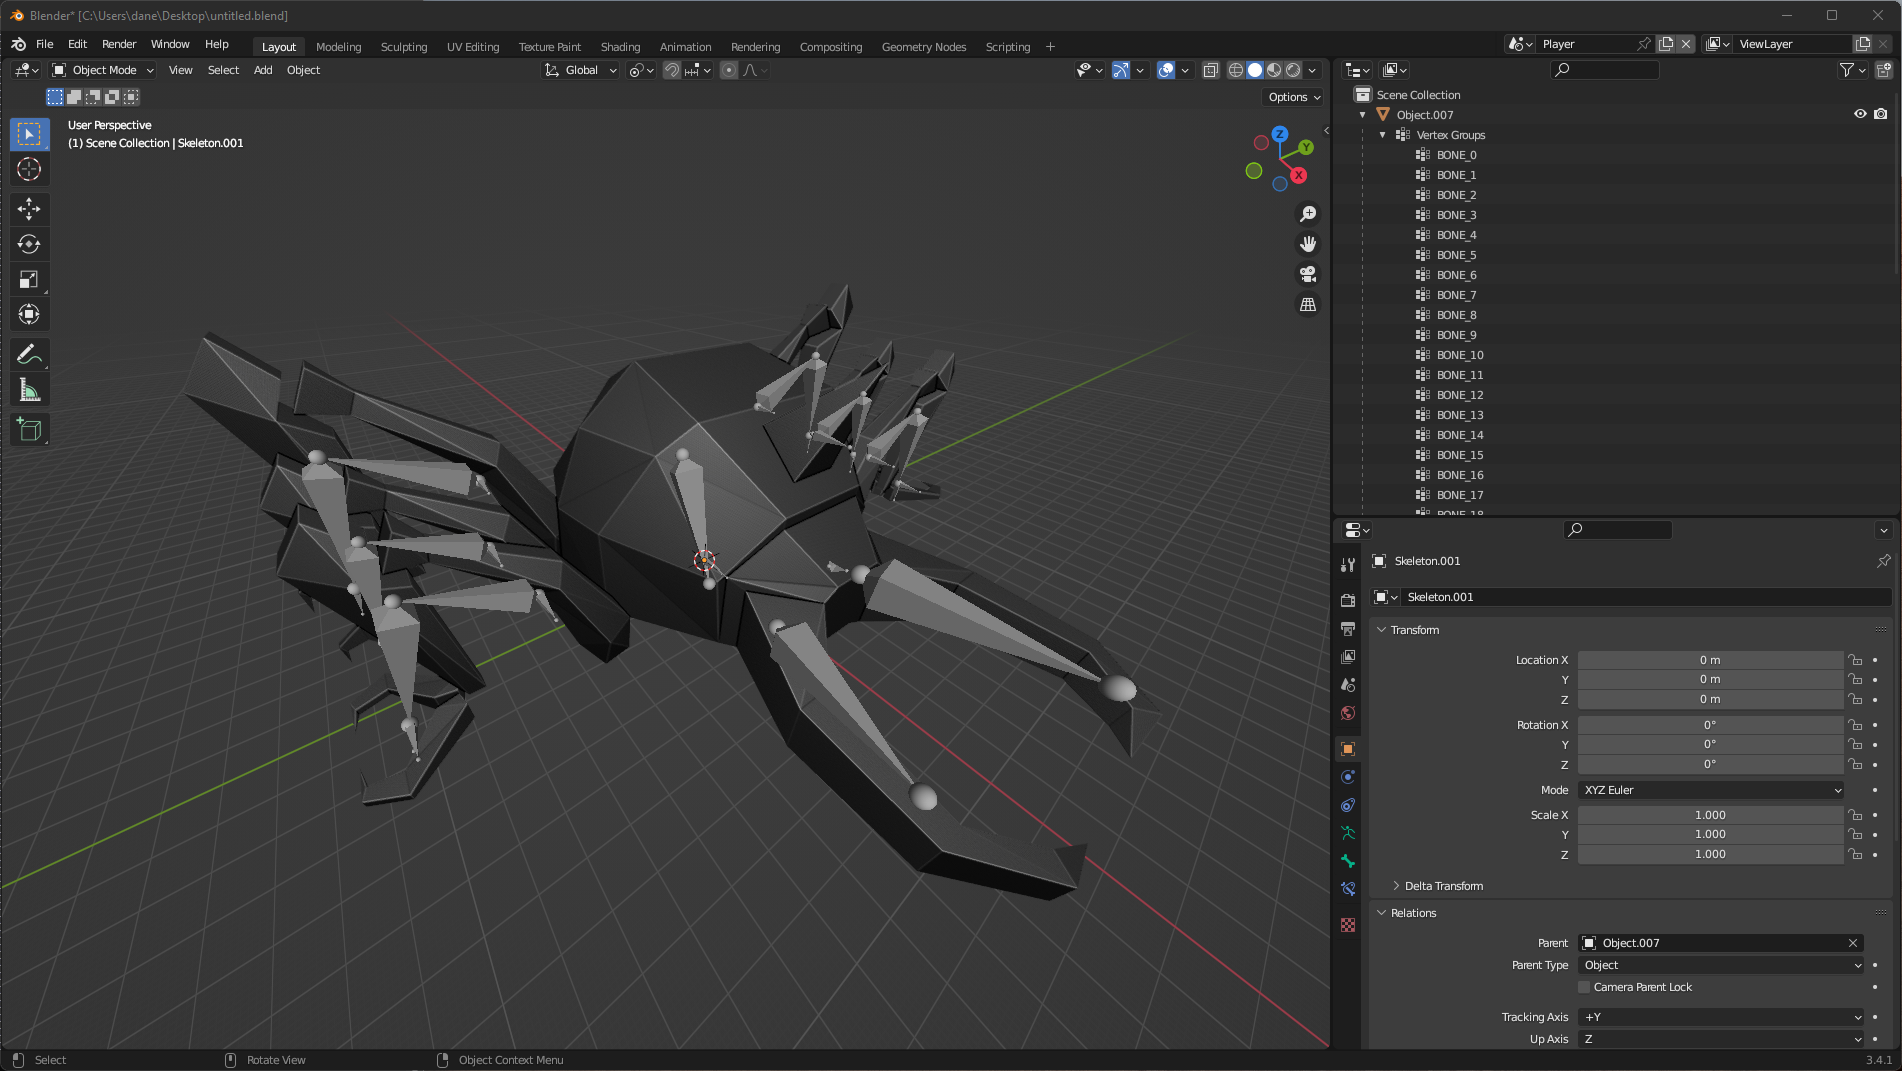 Blender* [C:\Users\dane\Desktop\untitled.blend]
File Edit Render Window Help
Layout Modeling Sculpting UV Editing Texture Paint Shading Animation Rendering Compositing Geometry Nodes Scripting +
Player
ViewLayer
Object Mode View Select Add Object
Global
Options
User Perspective
(1) Scene Collection | Skeleton.001
Z
Y
X
Scene Collection
Object.007
Vertex Groups
BONE_0
BONE_1
BONE_2
BONE_3
BONE_4
BONE_5
BONE_6
BONE_7
BONE_8
BONE_9
BONE_10
BONE_11
BONE_12
BONE_13
BONE_14
BONE_15
BONE_16
BONE_17
BONE_18
Skeleton.001
Skeleton.001
Transform
Location X 0 m
Y 0 m
Z 0 m
Rotation X 0°
Y 0°
Z 0°
Mode XYZ Euler
Scale X 1.000
Y 1.000
Z 1.000
Delta Transform
Relations
Parent Object.007
Parent Type Object
Camera Parent Lock
Tracking Axis +Y
Up Axis Z
Select Rotate View Object Context Menu
3.4.1